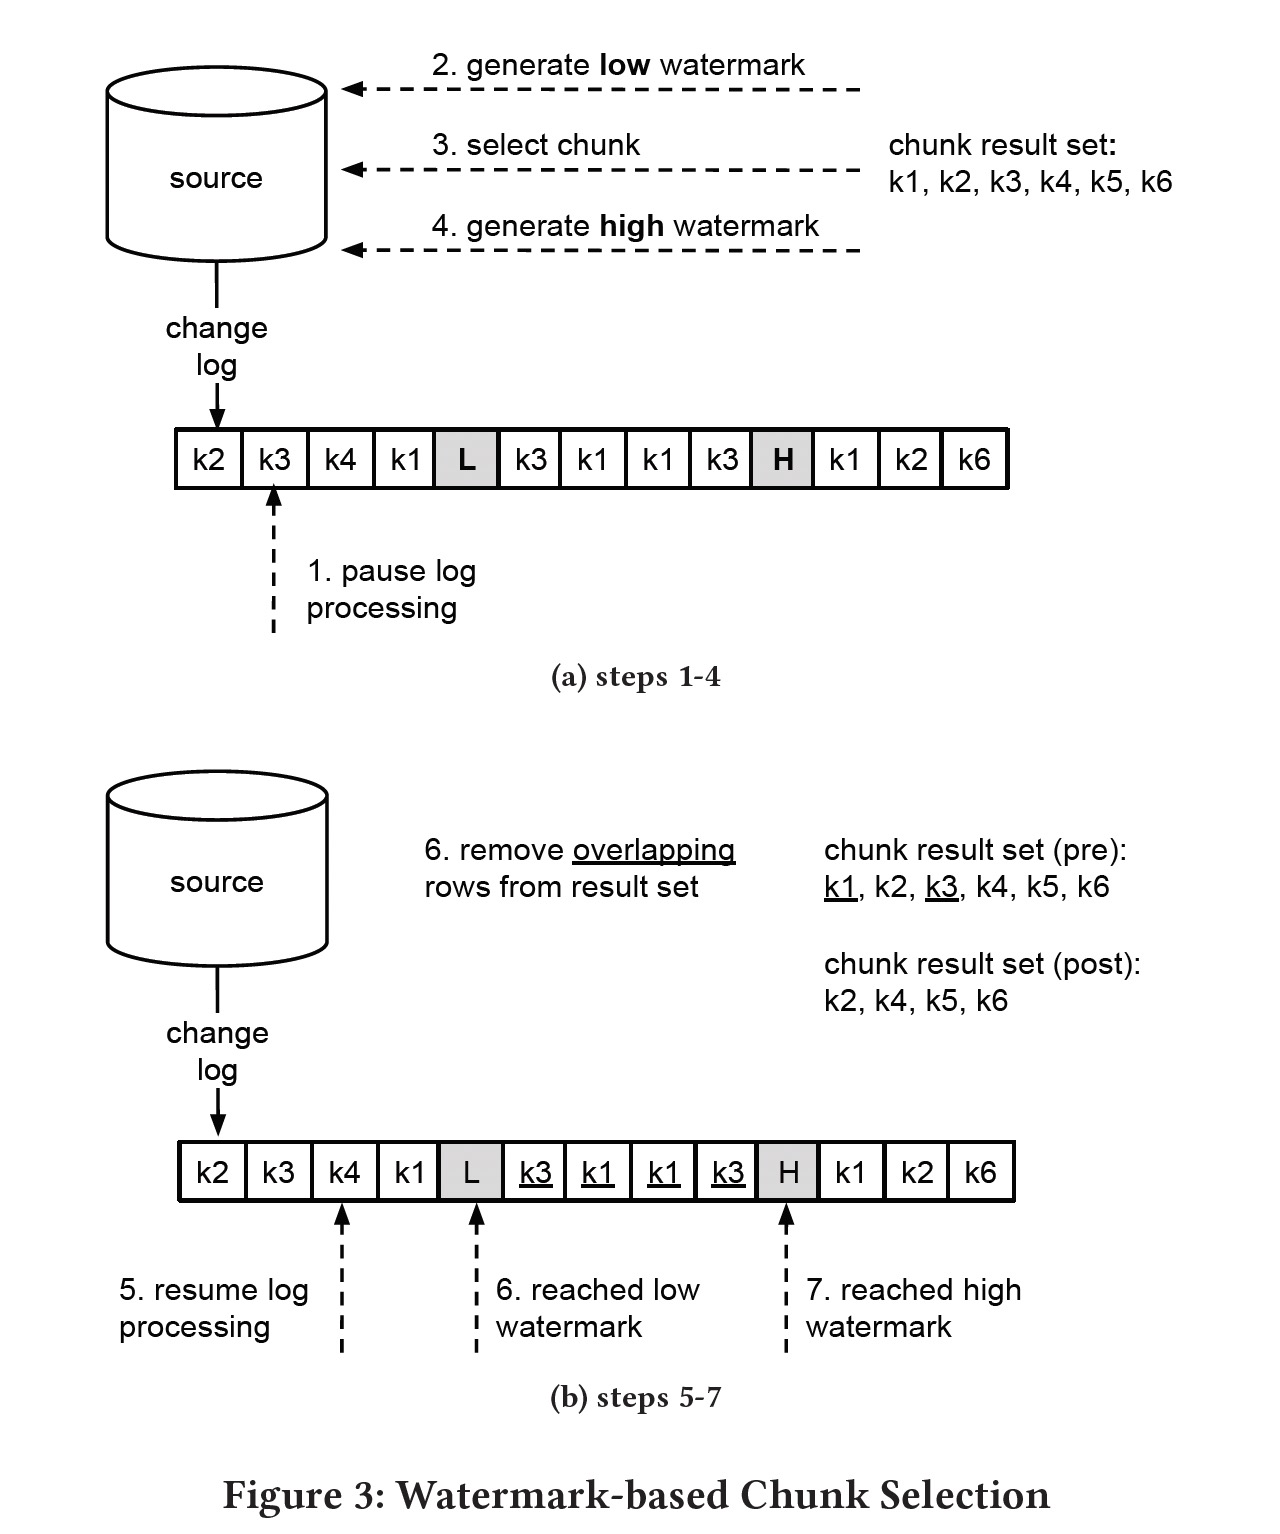 2. generate low watermark
source
3. select chunk
chunk result set:
k1, k2, k3, k4, k5, k6
4. generate high watermark
change
log
k2 k3 k4 k1 L k3 k1 k1 k3 H k1 k2 k6
1. pause log
processing
(a) steps 1-4
source
6. remove overlapping
rows from result set
chunk result set (pre):
k1, k2, k3, k4, k5, k6
chunk result set (post):
k2, k4, k5, k6
change
log
k2 k3 k4 k1 L k3 k1 k1 k3 H k1 k2 k6
5. resume log
processing
6. reached low
watermark
7. reached high
watermark
(b) steps 5-7
Figure 3: Watermark-based Chunk Selection